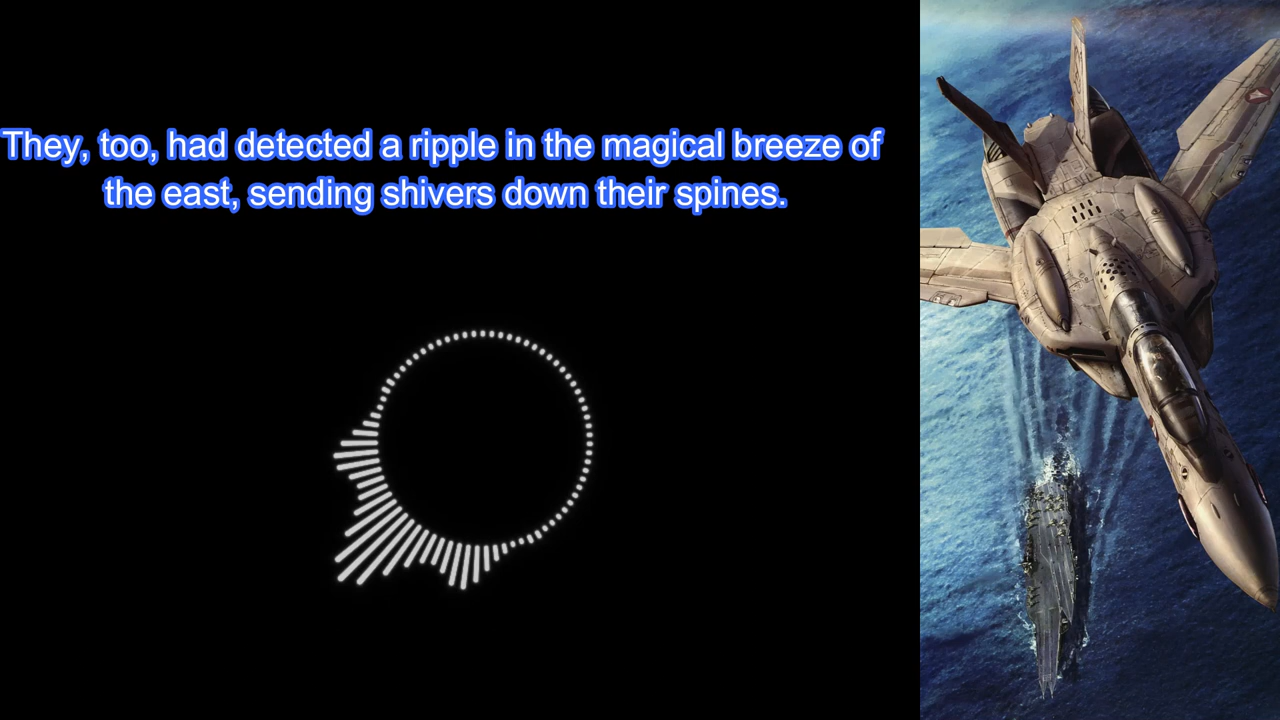 They, too, had detected a ripple in the magical breeze of
the east, sending shivers down their spines.